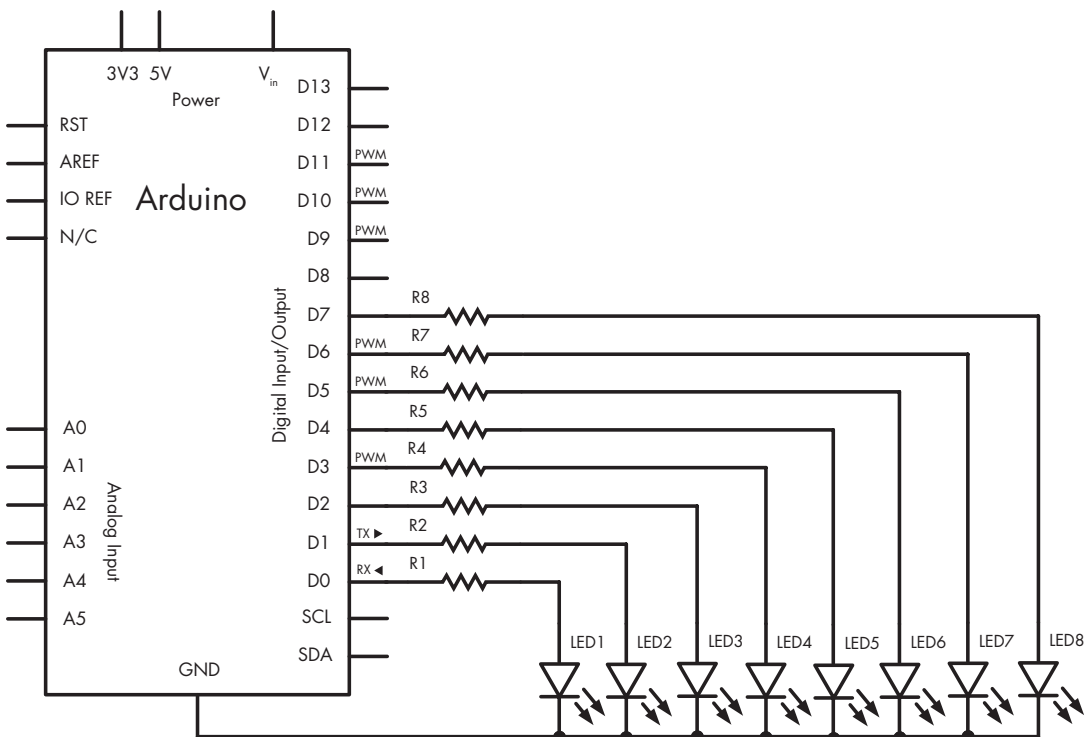 3V3 5V Vin
Power
D13
RST D12
AREF D11 PWM
IO REF Arduino D10 PWM
N/C D9 PWM
D8
R8
D7
R7
D6 PWM
R6
D5 PWM
R5
A0 D4
R4
A1 D3 PWM
R3
A2 D2
R2
A3 D1 TX ►
R1
A4 D0 RX ◄
A5 SCL
SDA
Digital Input/Output
Analog Input
GND
LED1 LED2 LED3 LED4 LED5 LED6 LED7 LED8